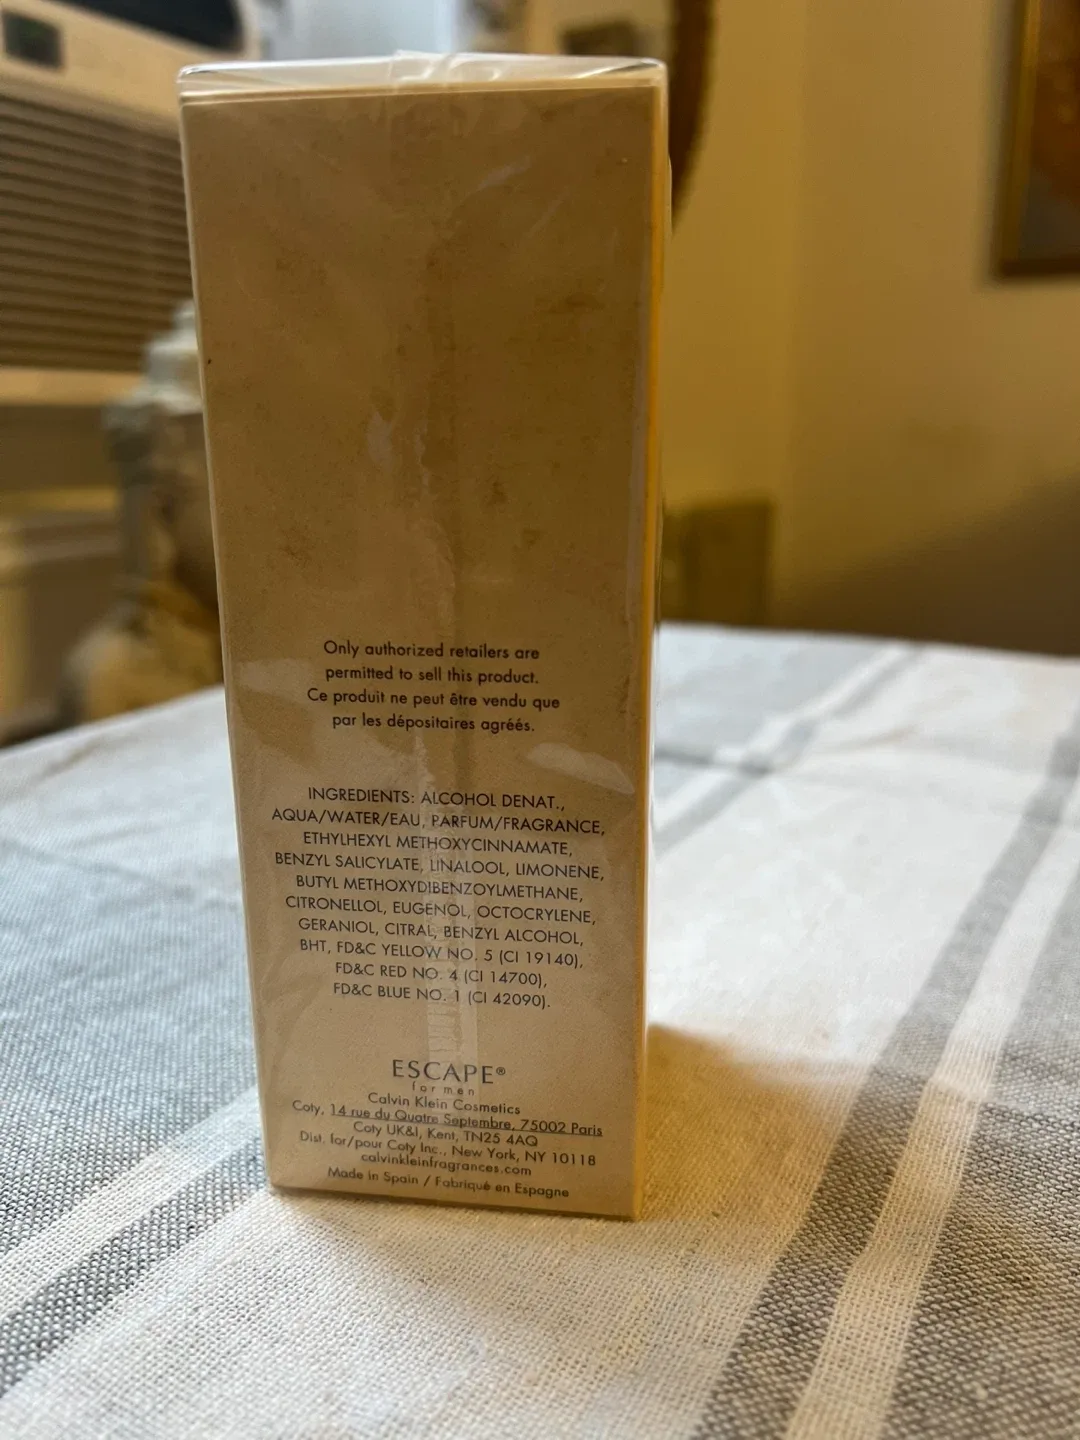 Only authorized retailers are
permitted to sell this product.
Ce produit ne peut être vendu que
par les dépositaires agréés.
INGREDIENTS: ALCOHOL DENAT.,
AQUA/WATER/EAU, PARFUM/FRAGRANCE,
ETHYLHEXYL METHOXYCINNAMATE,
BENZYL SALICYLATE, LINALOOL, LIMONENE,
BUTYL METHOXYDIBENZOYLMETHANE,
CITRONELLOL, EUGENOL, OCTOCRYLENE,
GERANIOL, CITRAL, BENZYL ALCOHOL,
BHT, FD&C YELLOW NO. 5 (CI 19140),
FD&C RED NO. 4 (CI 14700),
FD&C BLUE NO. 1 (CI 42090).
ESCAPE®
for men
Calvin Klein Cosmetics
Coty, 14 rue du Quatre Septembre, 75002 Paris
Coty UK&I, Kent, TN25 4AQ
Dist. for/pour Coty Inc., New York, NY 10118
calvinkleinfragrances.com
Made in Spain / Fabriqué en Espagne